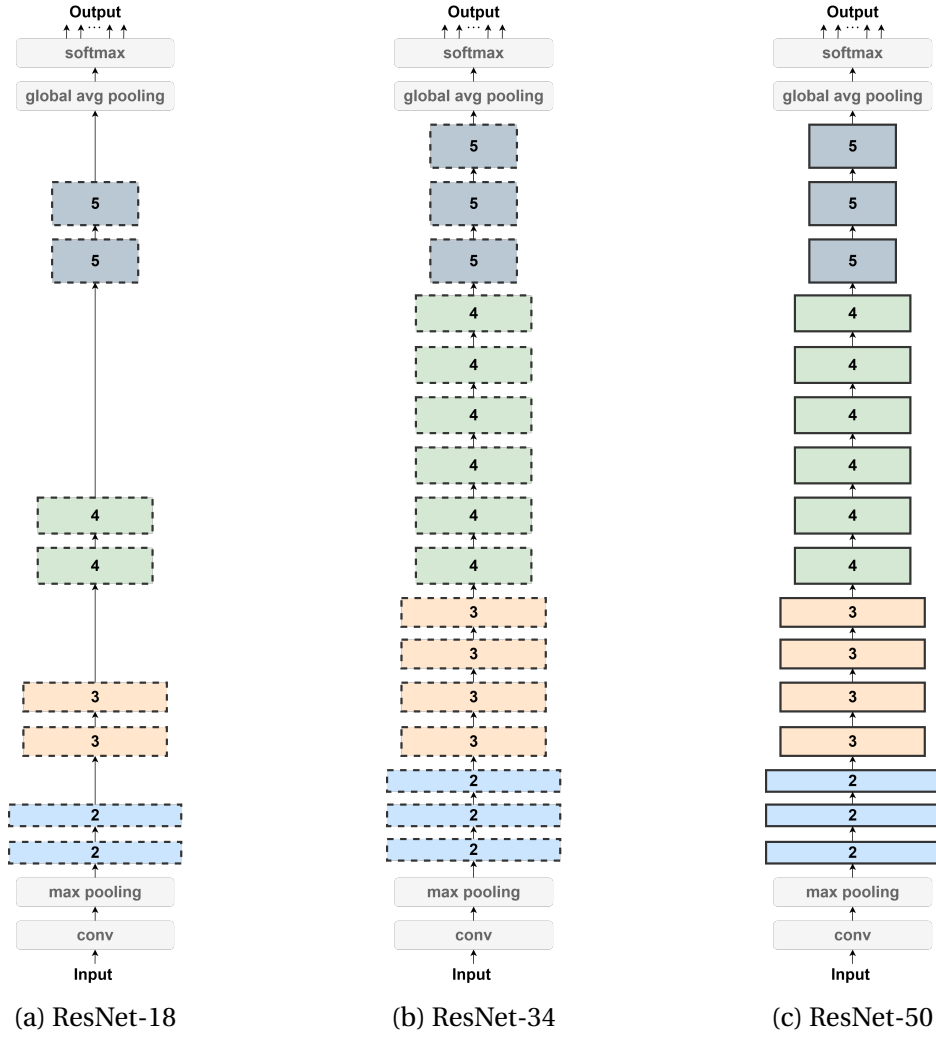 Output
...
softmax
global avg pooling
5
5
4
4
3
3
2
2
max pooling
conv
Input
(a) ResNet-18
Output
...
softmax
global avg pooling
5
5
5
4
4
4
4
4
4
3
3
3
3
2
2
2
max pooling
conv
Input
(b) ResNet-34
Output
...
softmax
global avg pooling
5
5
5
4
4
4
4
4
4
3
3
3
3
2
2
2
max pooling
conv
Input
(c) ResNet-50